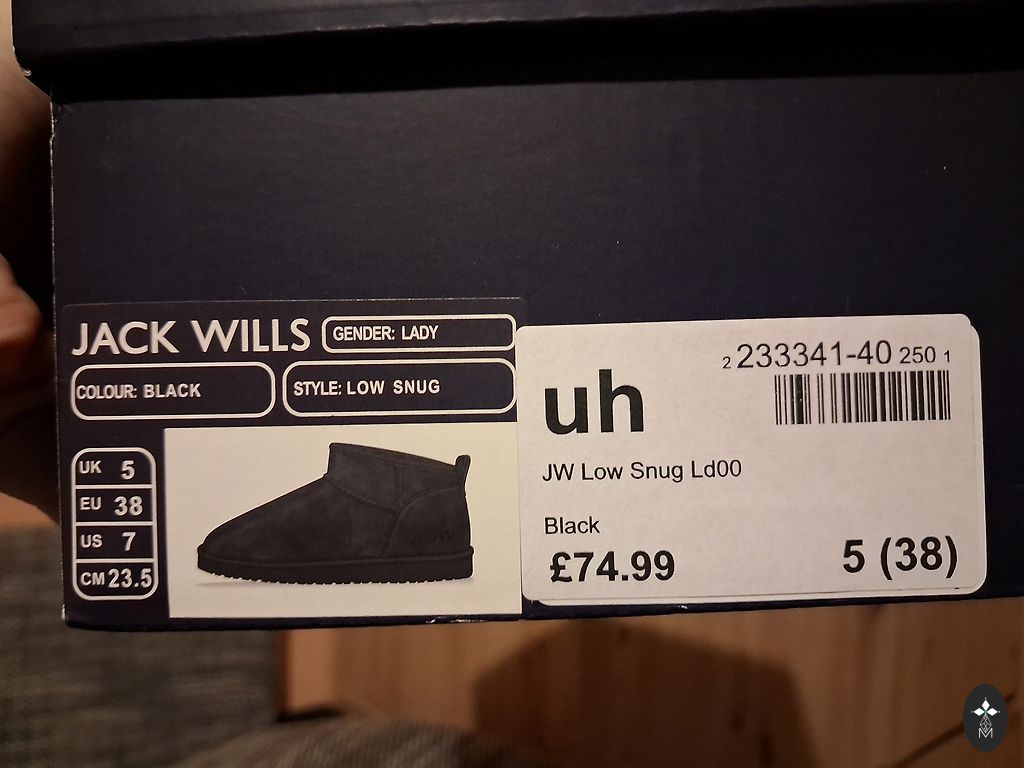 JACK WILLS
GENDER: LADY
COLOUR: BLACK
STYLE: LOW SNUG
UK 5
EU 38
US 7
CM 23.5
JW
uh
2 233341-40 250 1
JW Low Snug Ld00
Black
£74.99
5 (38)
M